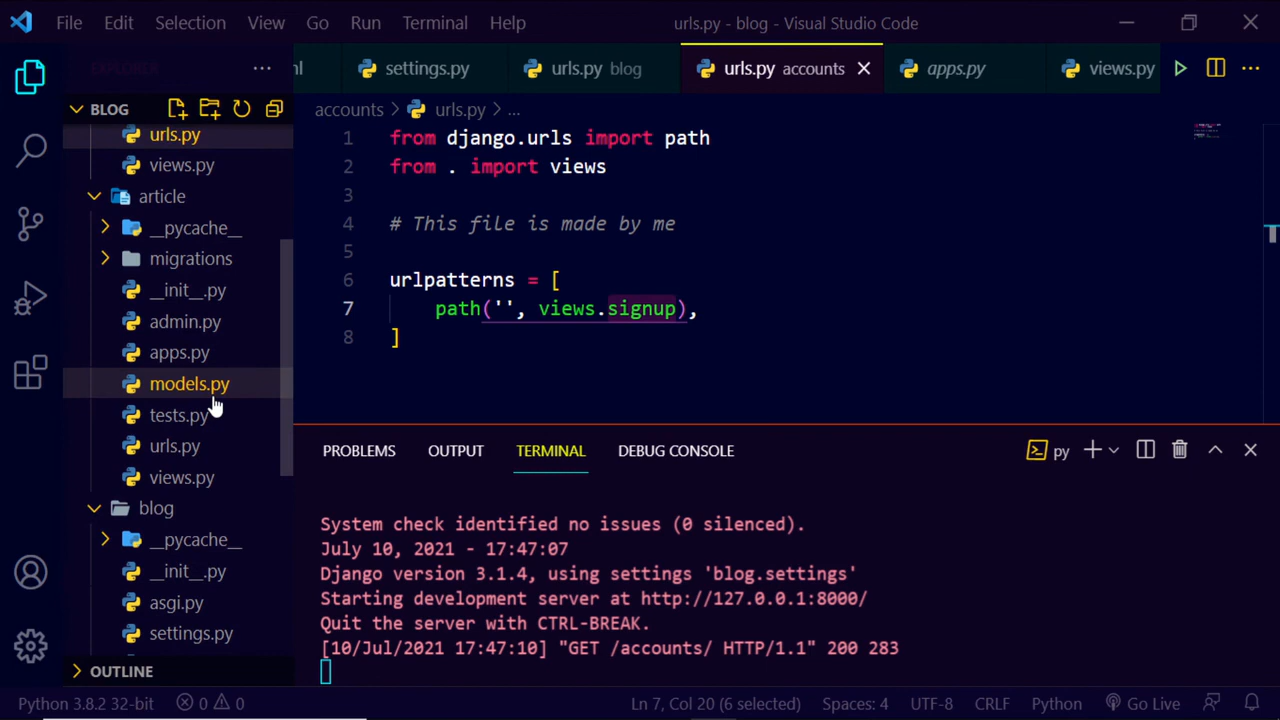 File Edit Selection View Go Run Terminal Help
urls.py - blog - Visual Studio Code
EXPLORER
nl settings.py urls.py blog urls.py accounts apps.py views.py
BLOG
accounts > urls.py > ...
urls.py
views.py
article
__pycache__
migrations
__init__.py
admin.py
apps.py
models.py
tests.py
urls.py
views.py
blog
__pycache__
__init__.py
asgi.py
settings.py
OUTLINE
1 from django.urls import path
2 from . import views
3
4 # This file is made by me
5
6 urlpatterns = [
7 path('', views.signup),
8 ]
PROBLEMS OUTPUT TERMINAL DEBUG CONSOLE
py
System check identified no issues (0 silenced).
July 10, 2021 - 17:47:07
Django version 3.1.4, using settings 'blog.settings'
Starting development server at http://127.0.0.1:8000/
Quit the server with CTRL-BREAK.
[10/Jul/2021 17:47:10] "GET /accounts/ HTTP/1.1" 200 283
Python 3.8.2 32-bit 0 0 Ln 7, Col 20 (6 selected) Spaces: 4 UTF-8 CRLF Python Go Live